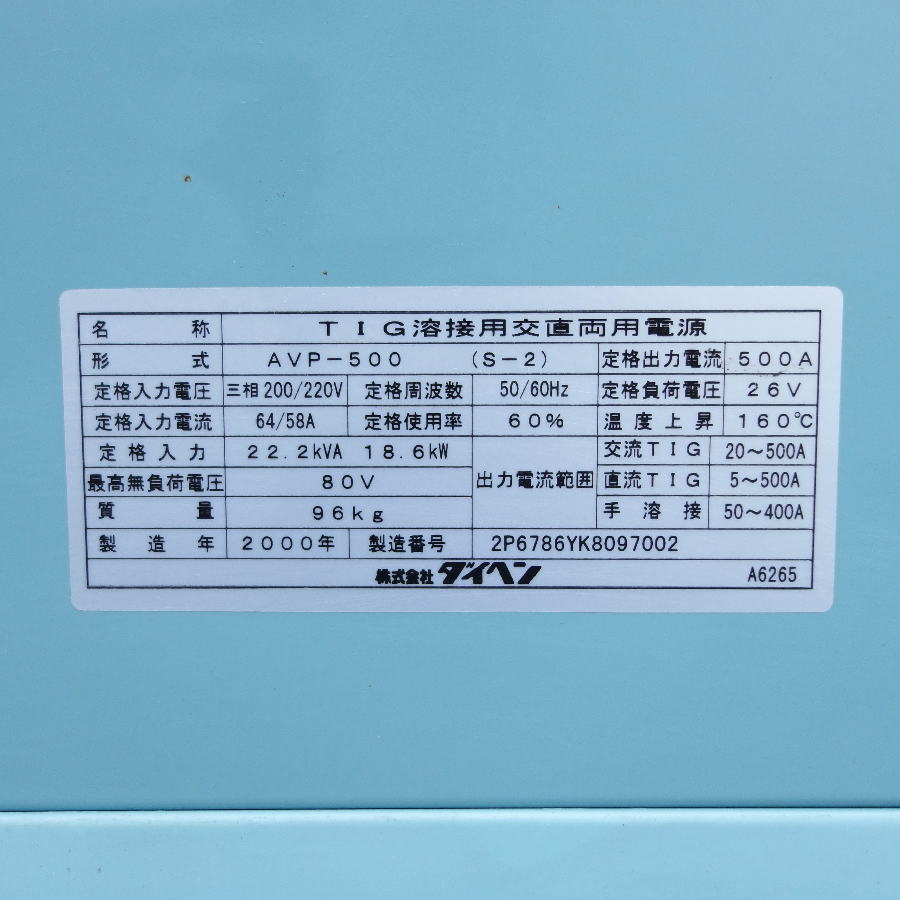 名称 TIG溶接用交直両用電源
形式 AVP-500 (S-2) 定格出力電流 500A
定格入力電圧 三相200/220V 定格周波数 50/60Hz 定格負荷電圧 26V
定格入力電流 64/58A 定格使用率 60% 温度上昇 160℃
定格入力 22.2kVA 18.6kW 出力電流範囲 交流TIG 20～500A
最高無負荷電圧 80V 直流TIG 5～500A
質量 96kg 手溶接 50～400A
製造年 2000年 製造番号 2P6786YK8097002
株式会社 ダイヘン A6265